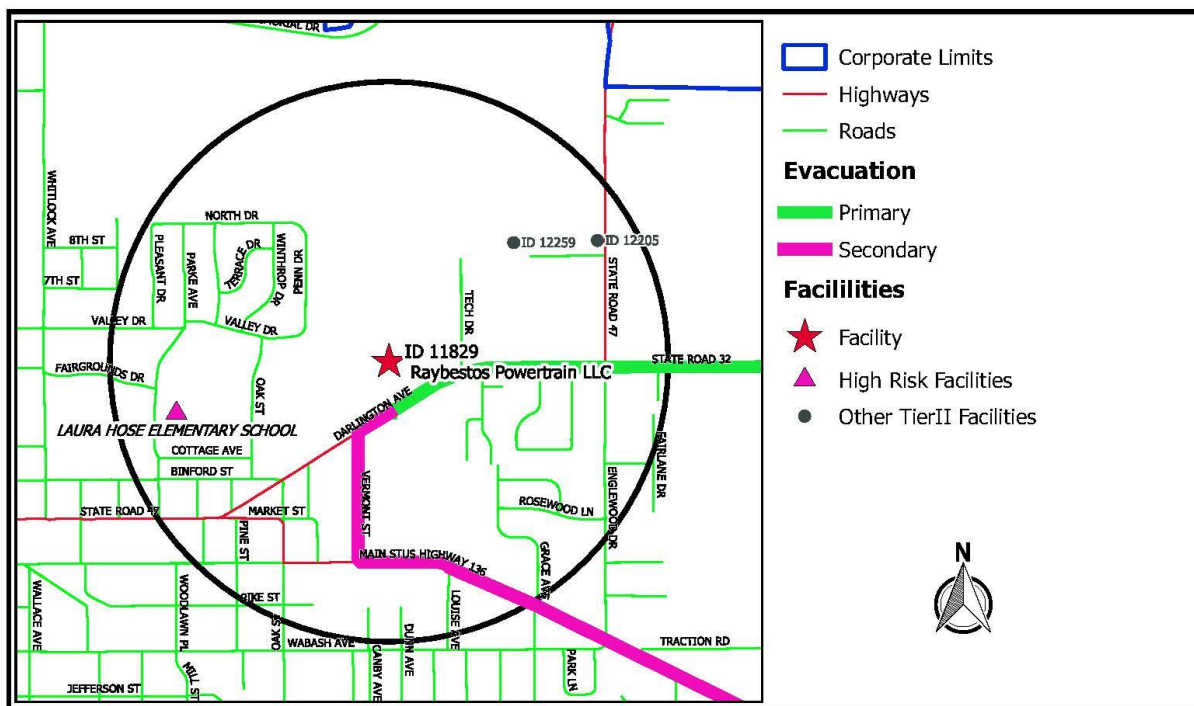 MORIAL DR
WHITLOCK AVE
8TH ST
7TH ST
NORTH DR
PLEASANT DR
PARKE AVE
TERRACE DR
WINTHROP DR
PENN DR
VALLEY DR
VALLEY DR
FAIRGROUNDS DR
OAK ST
LAURA HOSE ELEMENTARY SCHOOL
COTTAGE AVE
BINFORD ST
STATE ROAD 47
MARKET ST
PINE ST
ID 12259
ID 12205
STATE ROAD 47
TECH DR
ID 11829
Raybestos Powertrain LLC
STATE ROAD 32
DARLINGTON AVE
VERMONT ST
MAIN STUS HIGHWAY 136
ROSEWOOD LN
ENGLEWOOD DR
FAIRLANE DR
GRACE AVE
LOUISE AVE
WALLACE AVE
WOODLAWN PL
PIKE ST
OAK ST
WABASH AVE
CANBY AVE
DUNN AVE
PARK LN
TRACTION RD
MILL ST
JEFFERSON ST
Corporate Limits
Highways
Roads
Evacuation
Primary
Secondary
Facililities
Facility
High Risk Facilities
Other TierII Facilities
N